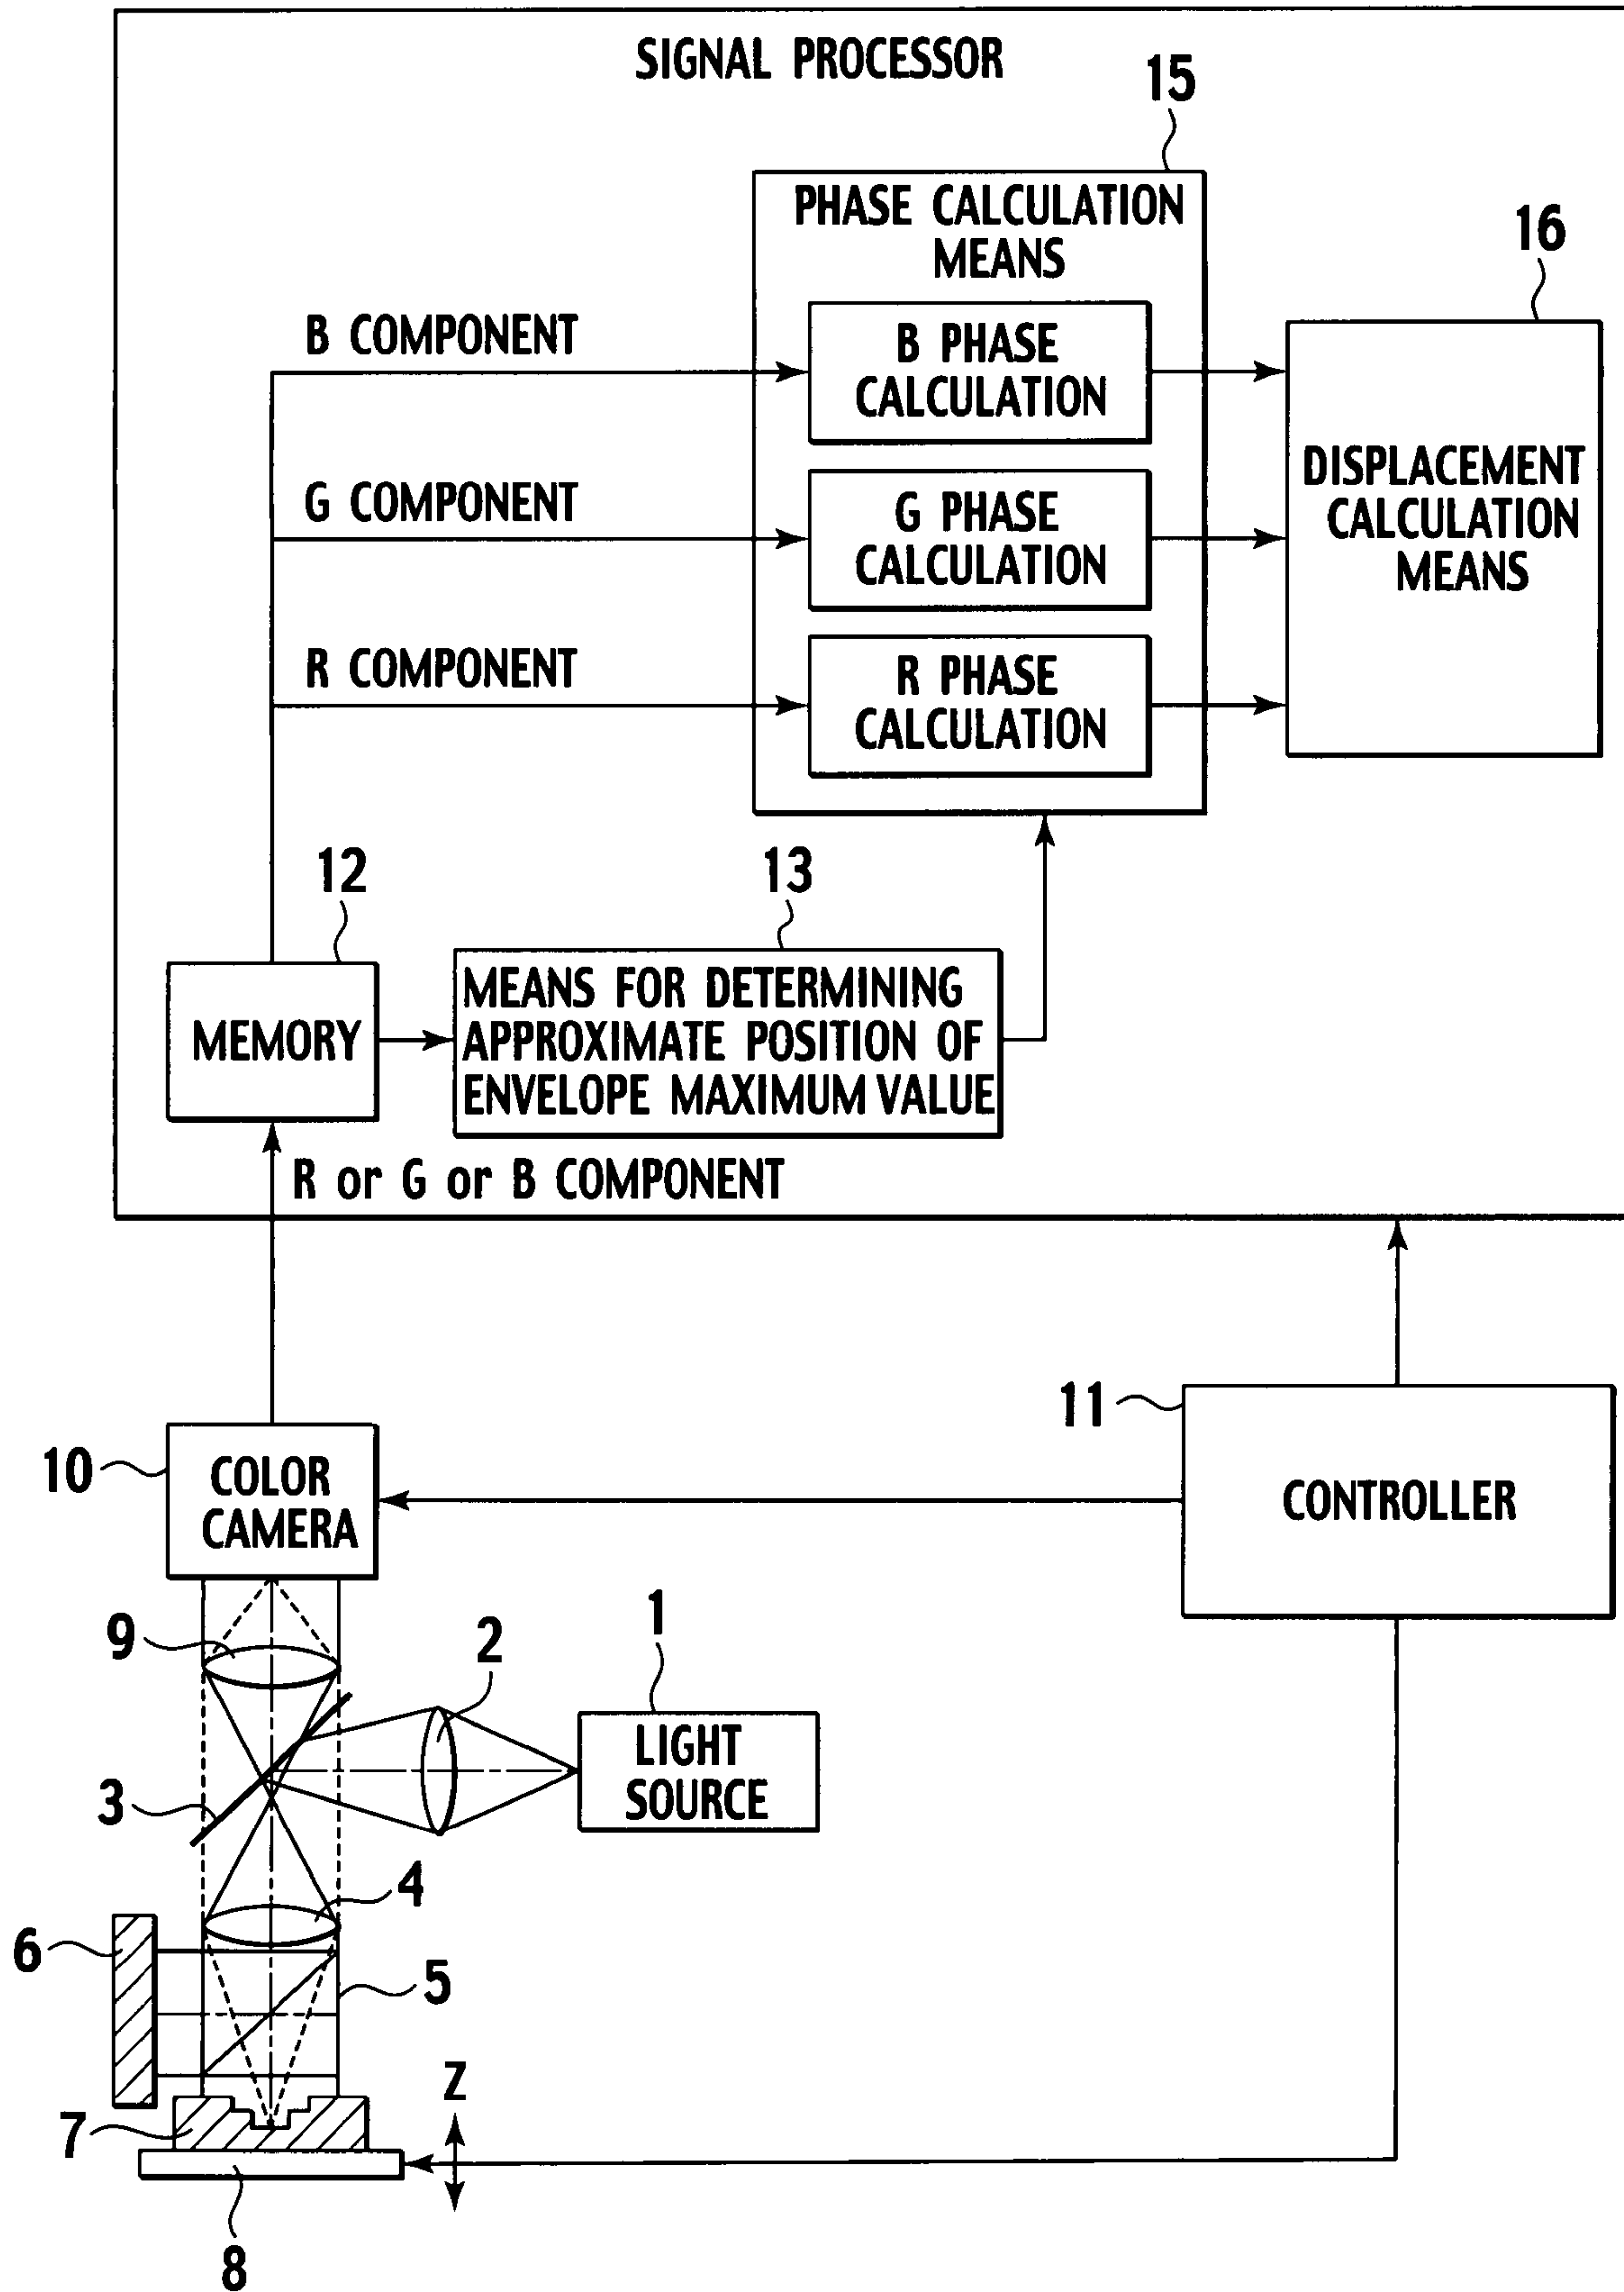 SIGNAL PROCESSOR
15
PHASE CALCULATION
MEANS
16
B COMPONENT
B PHASE
CALCULATION
G COMPONENT
G PHASE
CALCULATION
DISPLACEMENT
CALCULATION
MEANS
R COMPONENT
R PHASE
CALCULATION
12
13
MEMORY
MEANS FOR DETERMINING
APPROXIMATE POSITION OF
ENVELOPE MAXIMUM VALUE
R or G or B COMPONENT
11
10
COLOR
CAMERA
CONTROLLER
9
2
1
LIGHT
SOURCE
3
4
6
5
Z
7
8